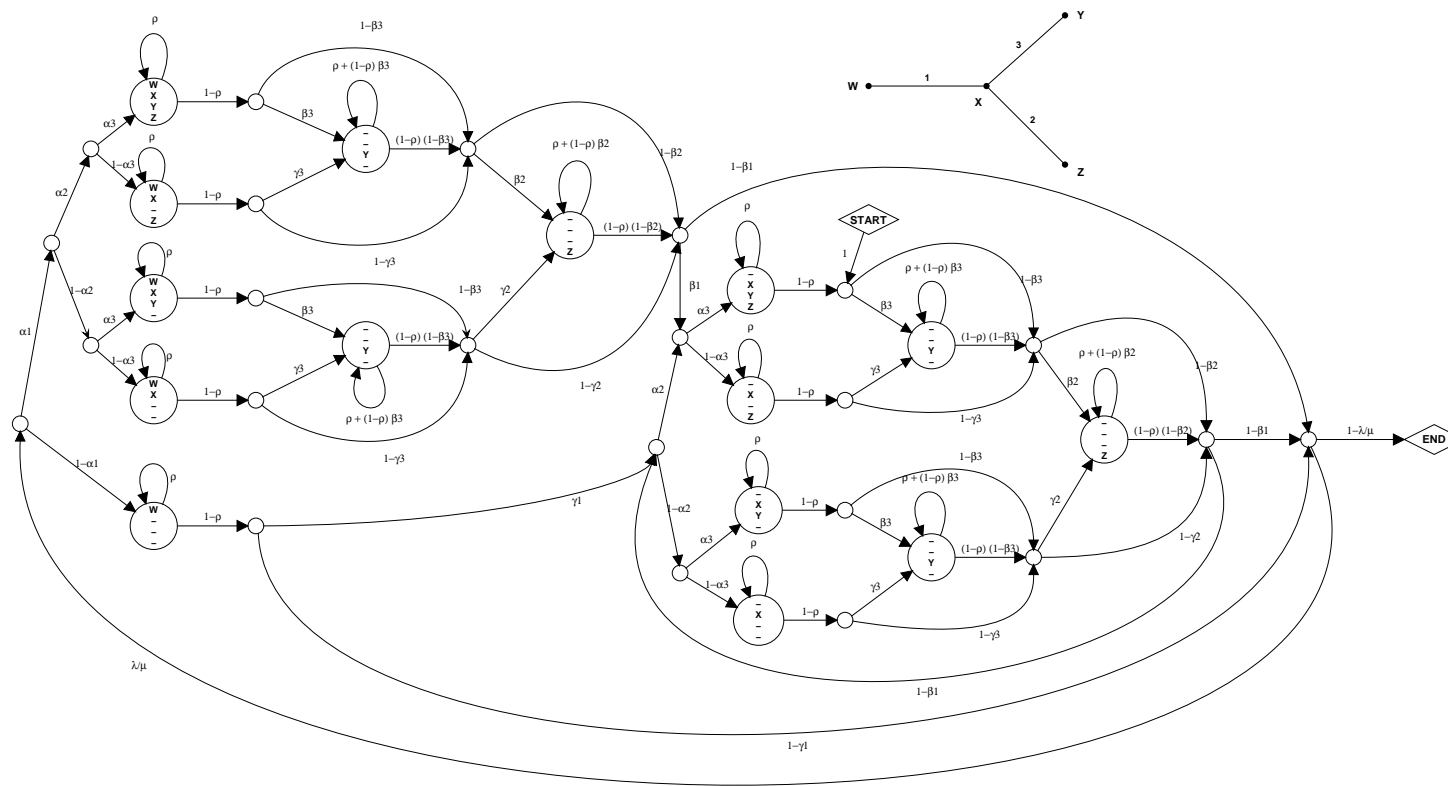 ρ
1−β3
ρ + (1−ρ) β3
W
X
Y
Z
1−ρ
α3
β3
(1−ρ) (1−β3)
−
−
Y
−
ρ
1−α3
W
X
−
Z
1−ρ
γ3
α2
1−γ3
β2
ρ + (1−ρ) β2
−
−
−
Z
(1−ρ) (1−β2)
1−β2
1−β1
Y
3
W
1
X
2
Z
ρ
1−α2
W
X
Y
−
1−ρ
α3
β3
1−β3
γ2
−
−
Y
−
(1−ρ) (1−β3)
ρ
1−α3
W
X
−
−
1−ρ
γ3
ρ + (1−ρ) β3
1−γ3
1−γ2
α1
1−α1
ρ
W
−
−
−
1−ρ
γ1
β1
ρ
−
X
Y
Z
1−ρ
α3
START
1
ρ + (1−ρ) β3
1−β3
β3
−
−
Y
−
(1−ρ) (1−β3)
ρ
1−α3
−
X
−
Z
1−ρ
γ3
1−γ3
α2
β2
ρ + (1−ρ) β2
−
−
−
Z
(1−ρ) (1−β2)
1−β2
1−β1
1−λ/μ
END
ρ
1−α2
−
X
Y
−
1−ρ
α3
1−β3
ρ + (1−ρ) β3
β3
−
−
Y
−
(1−ρ) (1−β3)
γ2
1−γ2
ρ
1−α3
−
X
−
−
1−ρ
γ3
1−γ3
λ/μ
1−β1
1−γ1